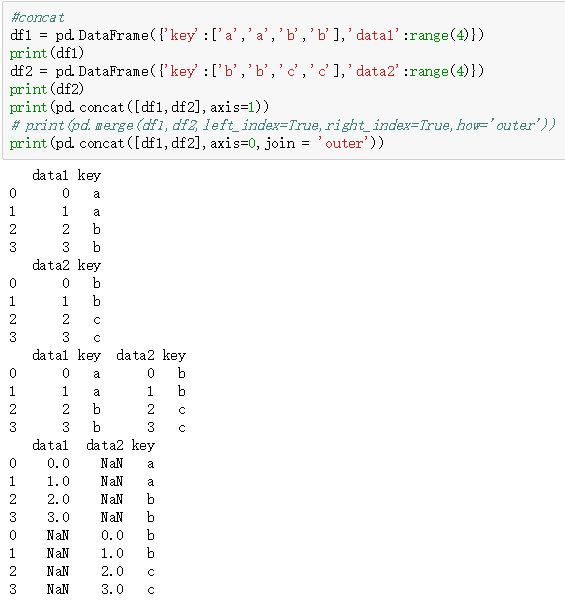 #concat
df1 = pd.DataFrame({'key':['a','a','b','b'],'data1':range(4)})
print(df1)
df2 = pd.DataFrame({'key':['b','b','c','c'],'data2':range(4)})
print(df2)
print(pd.concat([df1,df2],axis=1))
# print(pd.merge(df1,df2,left_index=True,right_index=True,how='outer'))
print(pd.concat([df1,df2],axis=0,join = 'outer'))
   data1 key
0      0   a
1      1   a
2      2   b
3      3   b
   data2 key
0      0   b
1      1   b
2      2   c
3      3   c
   data1 key  data2 key
0      0   a      0   b
1      1   a      1   b
2      2   b      2   c
3      3   b      3   c
   data1  data2 key
0    0.0    NaN   a
1    1.0    NaN   a
2    2.0    NaN   b
3    3.0    NaN   b
0    NaN    0.0   b
1    NaN    1.0   b
2    NaN    2.0   c
3    NaN    3.0   c